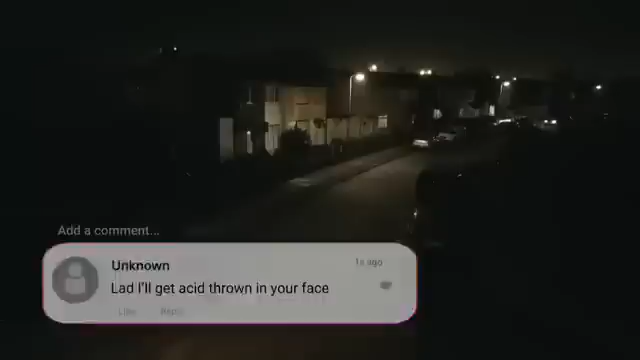 Add a comment...
Unknown
1s ago
Lad I'll get acid thrown in your face
Like Reply